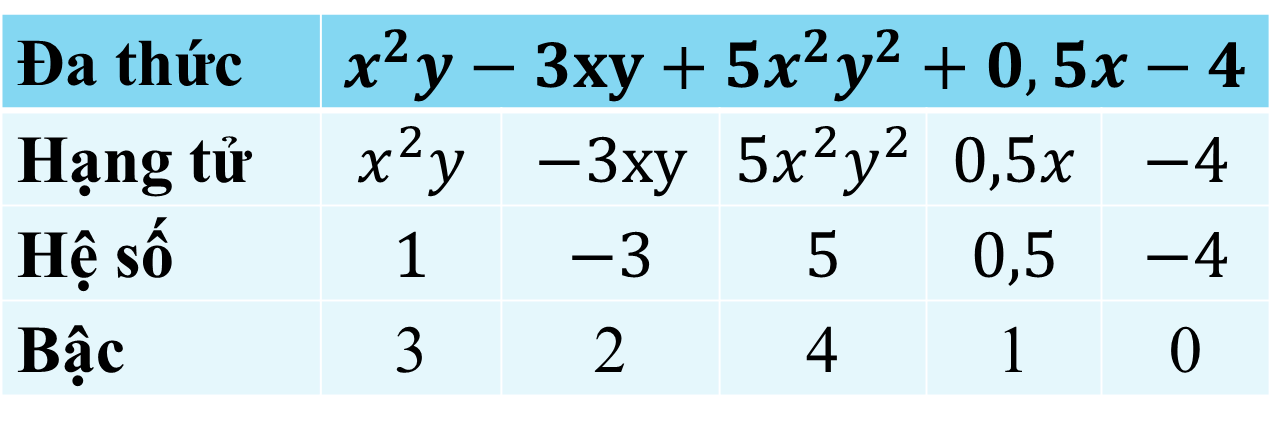 Đa thức x²y − 3xy + 5x²y² + 0,5x − 4
Hạng tử x²y −3xy 5x²y² 0,5x −4
Hệ số 1 −3 5 0,5 −4
Bậc 3 2 4 1 0